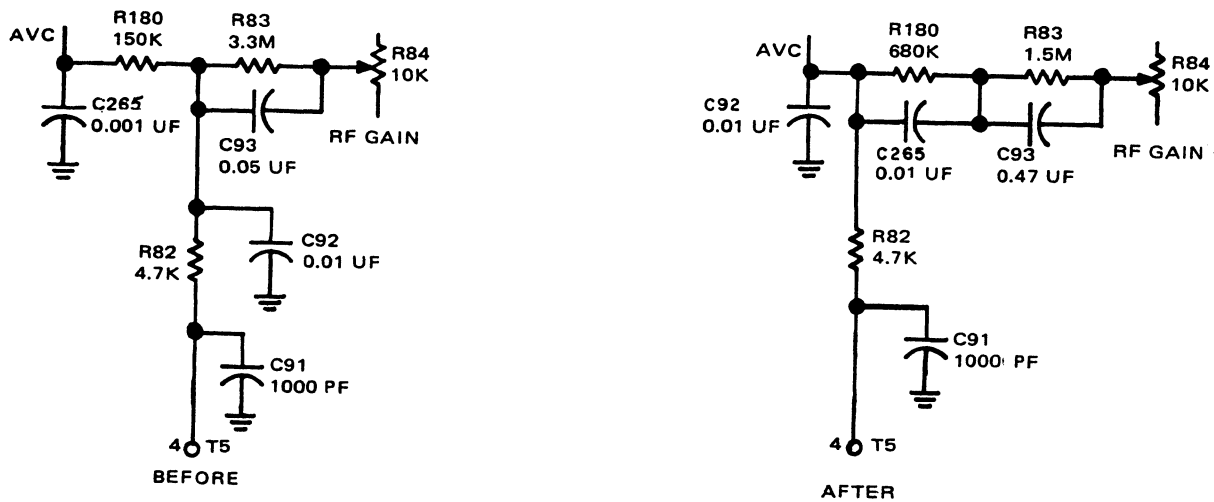 AVC
R180
150K
R83
3.3M
R84
10K
C265
0.001 UF
C93
0.05 UF
RF GAIN
R82
4.7K
C92
0.01 UF
C91
1000 PF
4
T5
BEFORE
AVC
R180
680K
R83
1.5M
R84
10K
C92
0.01 UF
C265
0.01 UF
C93
0.47 UF
RF GAIN
R82
4.7K
C91
1000 PF
4
T5
AFTER